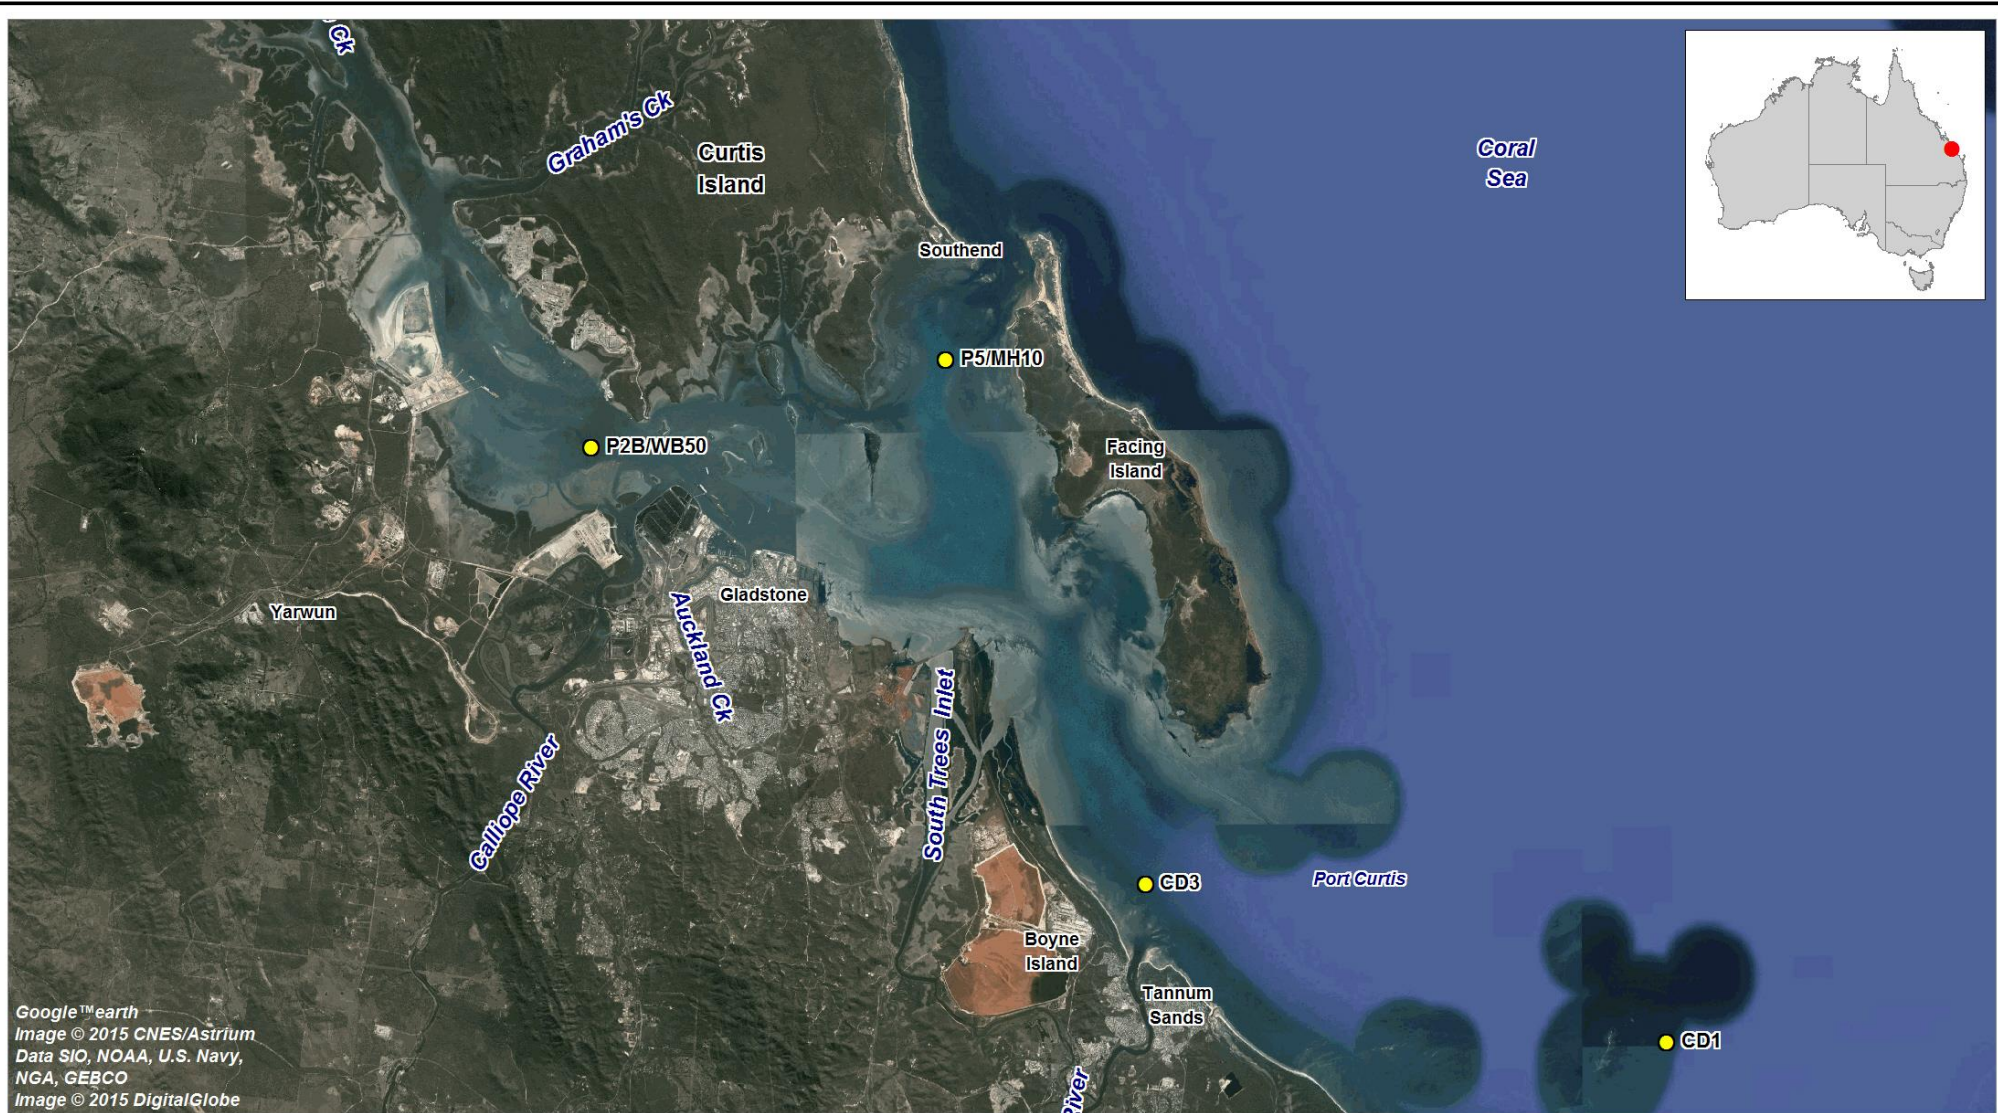 Ck
Graham's Ck
Curtis
Island
Coral
Sea
Southend
P5/MH10
P2B/WB50
Facing
Island
Gladstone
Yarwun
Auckland Ck
South Trees Inlet
Calliope River
CD3
Port Curtis
Boyne
Island
Tannum
Sands
CD1
River
Google™earth
Image © 2015 CNES/Astrium
Data SIO, NOAA, U.S. Navy,
NGA, GEBCO
Image © 2015 DigitalGlobe